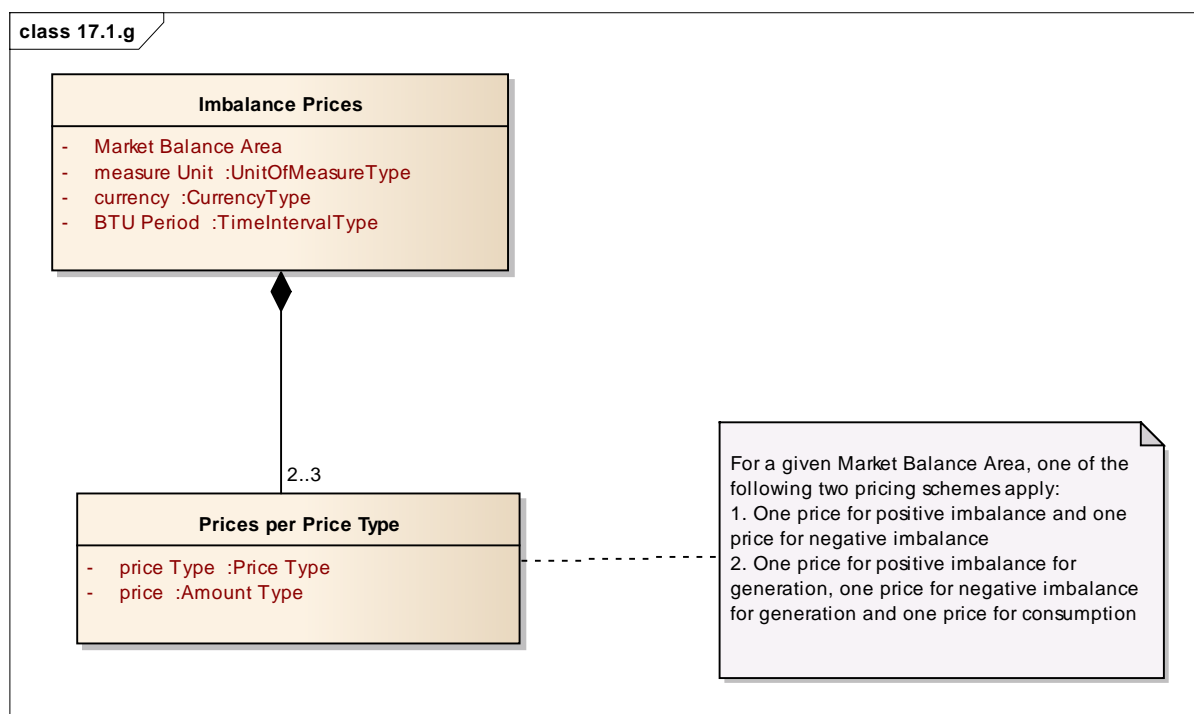 class 17.1.g
Imbalance Prices
- Market Balance Area
- measure Unit :UnitOfMeasureType
- currency :CurrencyType
- BTU Period :TimeIntervalType
2..3
Prices per Price Type
- price Type :Price Type
- price :Amount Type
For a given Market Balance Area, one of the
following two pricing schemes apply:
1. One price for positive imbalance and one
price for negative imbalance
2. One price for positive imbalance for
generation, one price for negative imbalance
for generation and one price for consumption